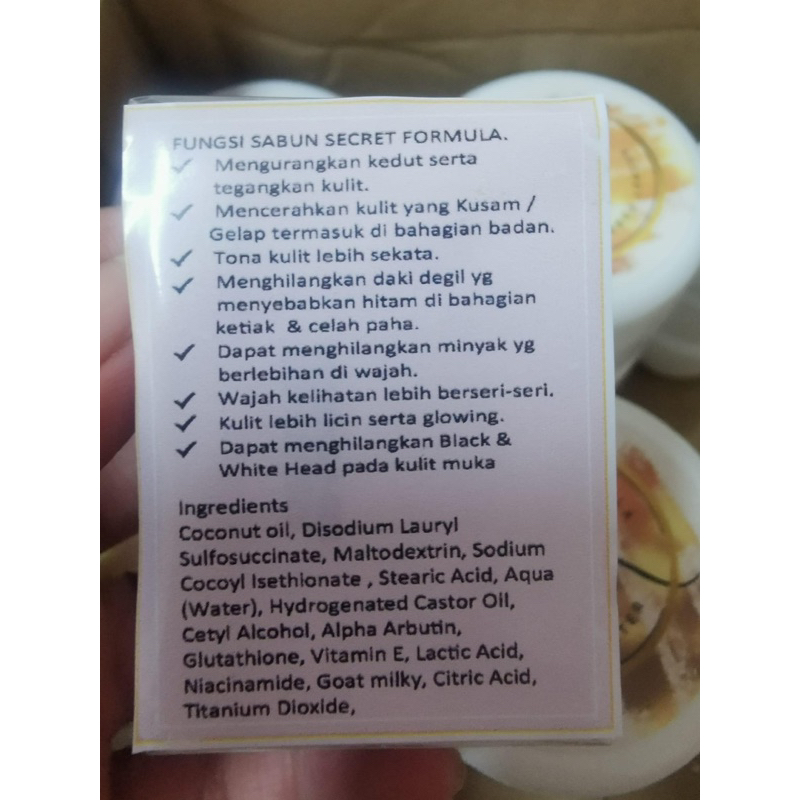 FUNGSI SABUN SECRET FORMULA.
✓ Mengurangkan kedut serta
tegangkan kulit.
✓ Mencerahkan kulit yang Kusam /
Gelap termasuk di bahagian badan.
✓ Tona kulit lebih sekata.
✓ Menghilangkan daki degil yg
menyebabkan hitam di bahagian
ketiak & celah paha.
✓ Dapat menghilangkan minyak yg
berlebihan di wajah.
✓ Wajah kelihatan lebih berseri-seri.
✓ Kulit lebih licin serta glowing.
✓ Dapat menghilangkan Black &
White Head pada kulit muka
Ingredients
Coconut oil, Disodium Lauryl
Sulfosuccinate, Maltodextrin, Sodium
Cocoyl Isethionate , Stearic Acid, Aqua
(Water), Hydrogenated Castor Oil,
Cetyl Alcohol, Alpha Arbutin,
Glutathione, Vitamin E, Lactic Acid,
Niacinamide, Goat milky, Citric Acid,
Titanium Dioxide,